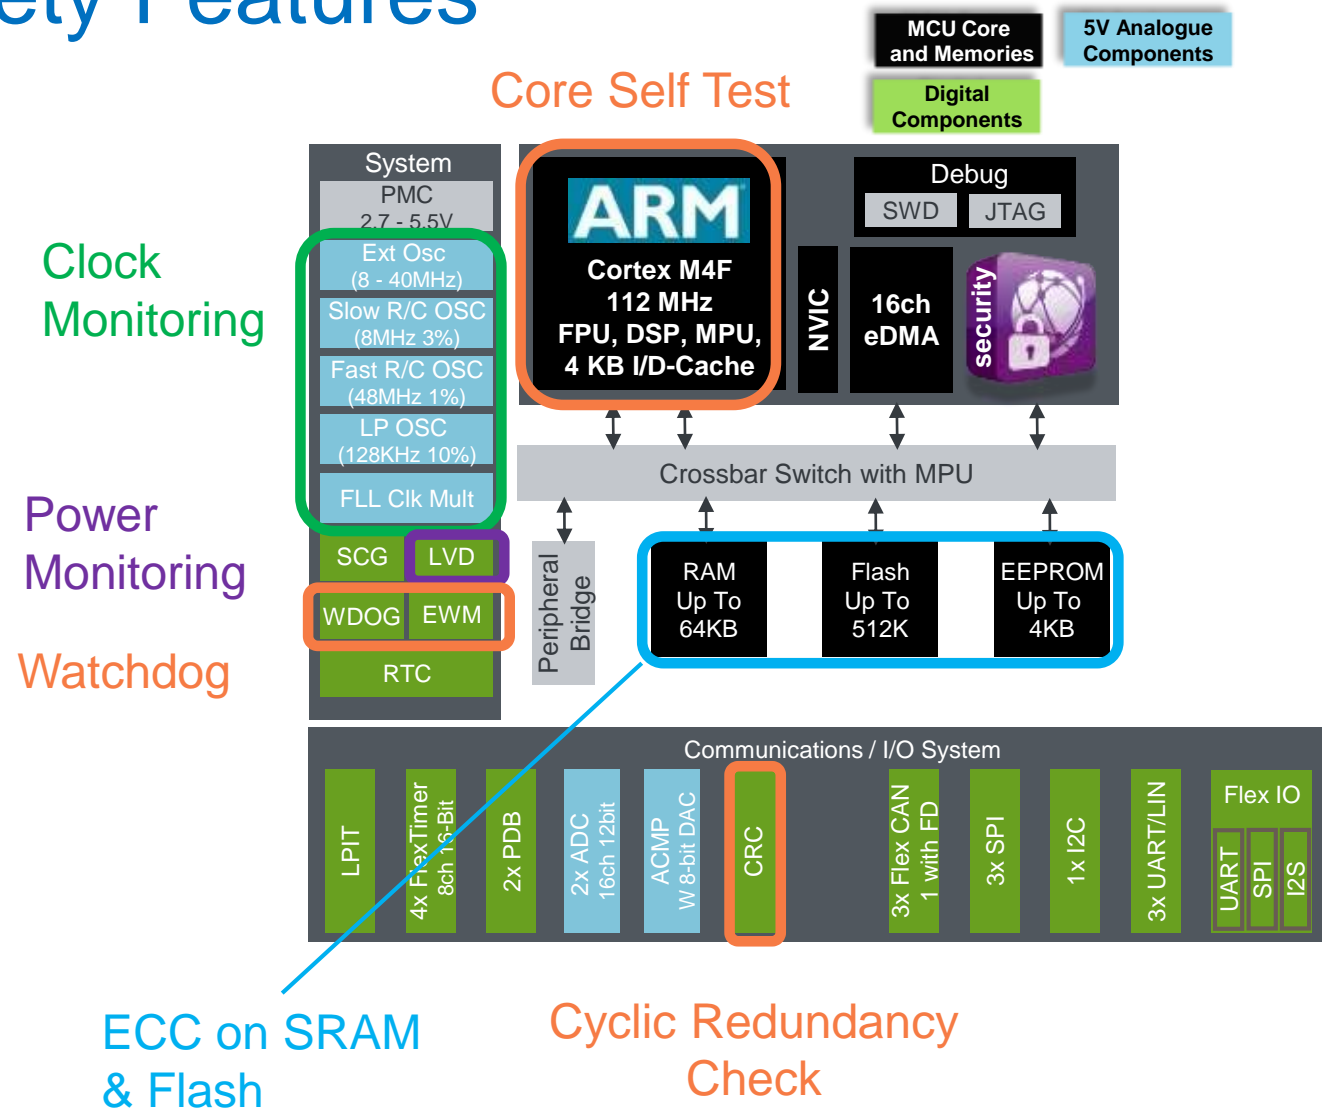 ety Features
MCU Core
and Memories
5V Analogue
Components
Digital
Components
Core Self Test
System
PMC
2.7 - 5.5V
Ext Osc
(8 - 40MHz)
Slow R/C OSC
(8MHz 3%)
Fast R/C OSC
(48MHz 1%)
LP OSC
(128KHz 10%)
FLL Clk Mult
SCG
LVD
WDOG
EWM
RTC
Clock
Monitoring
Power
Monitoring
Watchdog
ARM
Cortex M4F
112 MHz
FPU, DSP, MPU,
4 KB I/D-Cache
NVIC
Debug
SWD
JTAG
16ch
eDMA
security
Crossbar Switch with MPU
Peripheral
Bridge
RAM
Up To
64KB
Flash
Up To
512K
EEPROM
Up To
4KB
Communications / I/O System
LPIT
4x FlexTimer
8ch 16-Bit
2x PDB
2x ADC
16ch 12bit
ACMP
W 8-bit DAC
CRC
3x Flex CAN
1 with FD
3x SPI
1x I2C
3x UART/LIN
Flex IO
UART
SPI
I2S
ECC on SRAM
& Flash
Cyclic Redundancy
Check